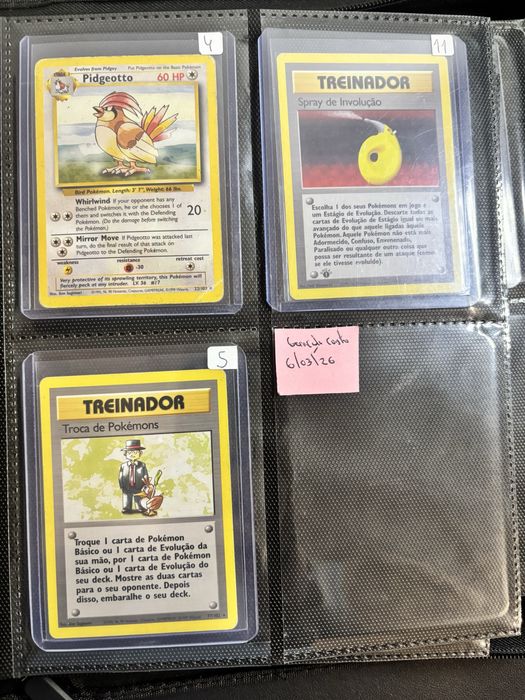 4
Evolves from Pidgey
Put Pidgeotto on the Basic Pokémon
Pidgeotto 60 HP
Bird Pokémon. Length: 3' 7", Weight: 66 lbs.
Whirlwind If your opponent has any
Benched Pokémon, he or she chooses 1 of
them and switches it with the Defending
Pokémon. (Do the damage before switching
the Pokémon.)
20
Mirror Move If Pidgeotto was attacked last
turn, do the final result of that attack on
Pidgeotto to the Defending Pokémon.
weakness resistance retreat cost
-30
Very protective of its sprawling territory, this Pokémon will
fiercely peck at any intruder. LV. 36 #17
22/102
11
TREINADOR
Spray de Involução
Escolha 1 dos seus Pokémons em jogo e
um Estágio de Evolução. Descarte todas as
cartas de Evolução do Estágio igual ou mais
avançado do que aquele ligadas àquele
Pokémon. Aquele Pokémon não está mais
Adormecido, Confuso, Envenenado,
Paralisado ou qualquer outra coisa que
possa ser resultante de um ataque (como
se ele tivesse evoluído).
5
TREINADOR
Troca de Pokémons
Troque 1 carta de Pokémon
Básico ou 1 carta de Evolução da
sua mão, por 1 carta de Pokémon
Básico ou 1 carta de Evolução do
seu deck. Mostre as duas cartas
para o seu oponente. Depois
disso, embaralhe o seu deck.
77/102
6/03/26